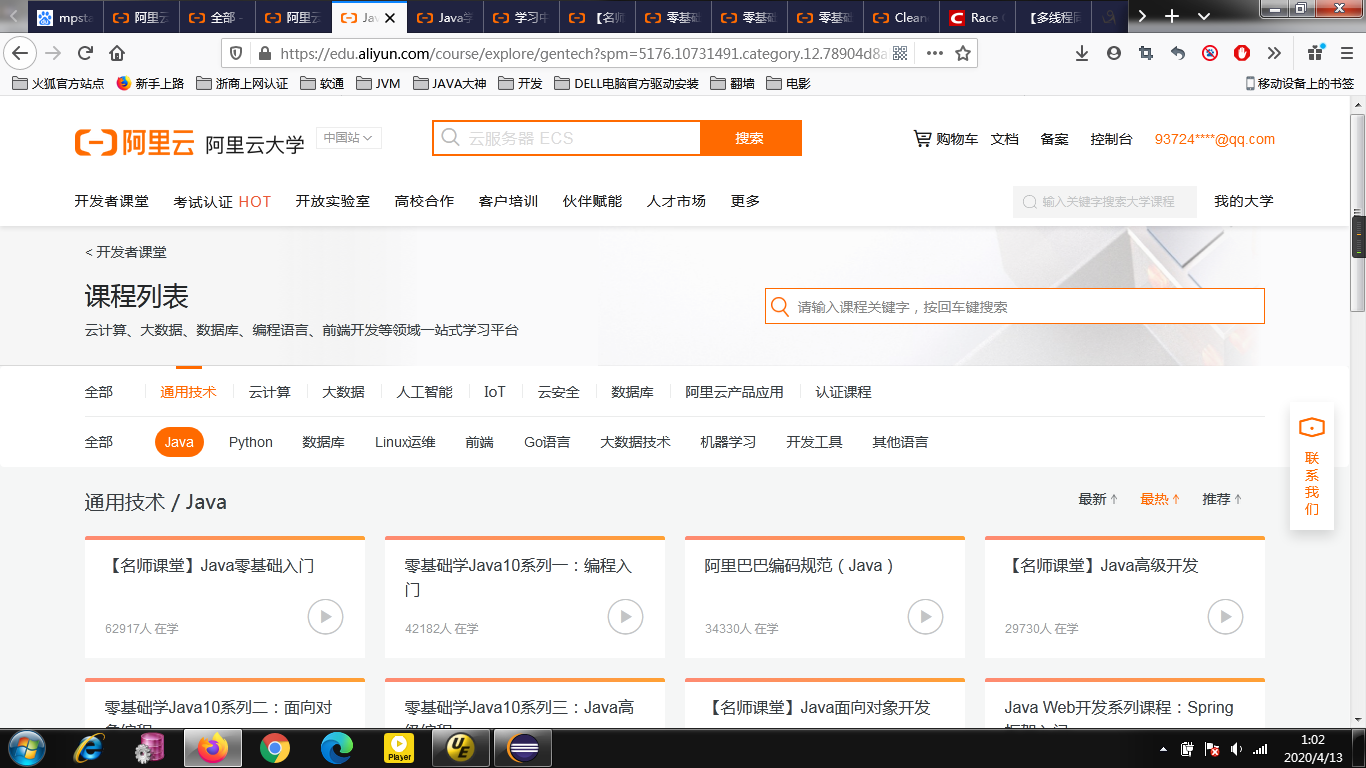 mpsta
阿里云
全部 -
阿里云
Jav
Java学
学习中
【名师
零基础
零基础
零基础
Clean
Race C
【多线程同
https://edu.aliyun.com/course/explore/gentech?spm=5176.10731491.category.12.78904d8a
火狐官方站点
新手上路
浙商上网认证
软通
JVM
JAVA大神
开发
DELL电脑官方驱动安装
翻墙
电影
移动设备上的书签
阿里云
阿里云大学
中国站
云服务器 ECS
搜索
购物车
文档
备案
控制台
93724****@qq.com
开发者课堂
考试认证 HOT
开放实验室
高校合作
客户培训
伙伴赋能
人才市场
更多
输入关键字搜索大学课程
我的大学
< 开发者课堂
课程列表
云计算、大数据、数据库、编程语言、前端开发等领域一站式学习平台
请输入课程关键字，按回车键搜索
全部
通用技术
云计算
大数据
人工智能
IoT
云安全
数据库
阿里云产品应用
认证课程
全部
Java
Python
数据库
Linux运维
前端
Go语言
大数据技术
机器学习
开发工具
其他语言
联
系
我
们
通用技术 / Java
最新↑
最热↑
推荐↑
【名师课堂】Java零基础入门
62917人 在学
零基础学Java10系列一：编程入
门
42182人 在学
阿里巴巴编码规范（Java）
34330人 在学
【名师课堂】Java高级开发
29730人 在学
零基础学Java10系列二：面向对
象编程
零基础学Java10系列三：Java高
级编程
【名师课堂】Java面向对象开发
Java Web开发系列课程：Spring
框架入门
Player
UE
1:02
2020/4/13